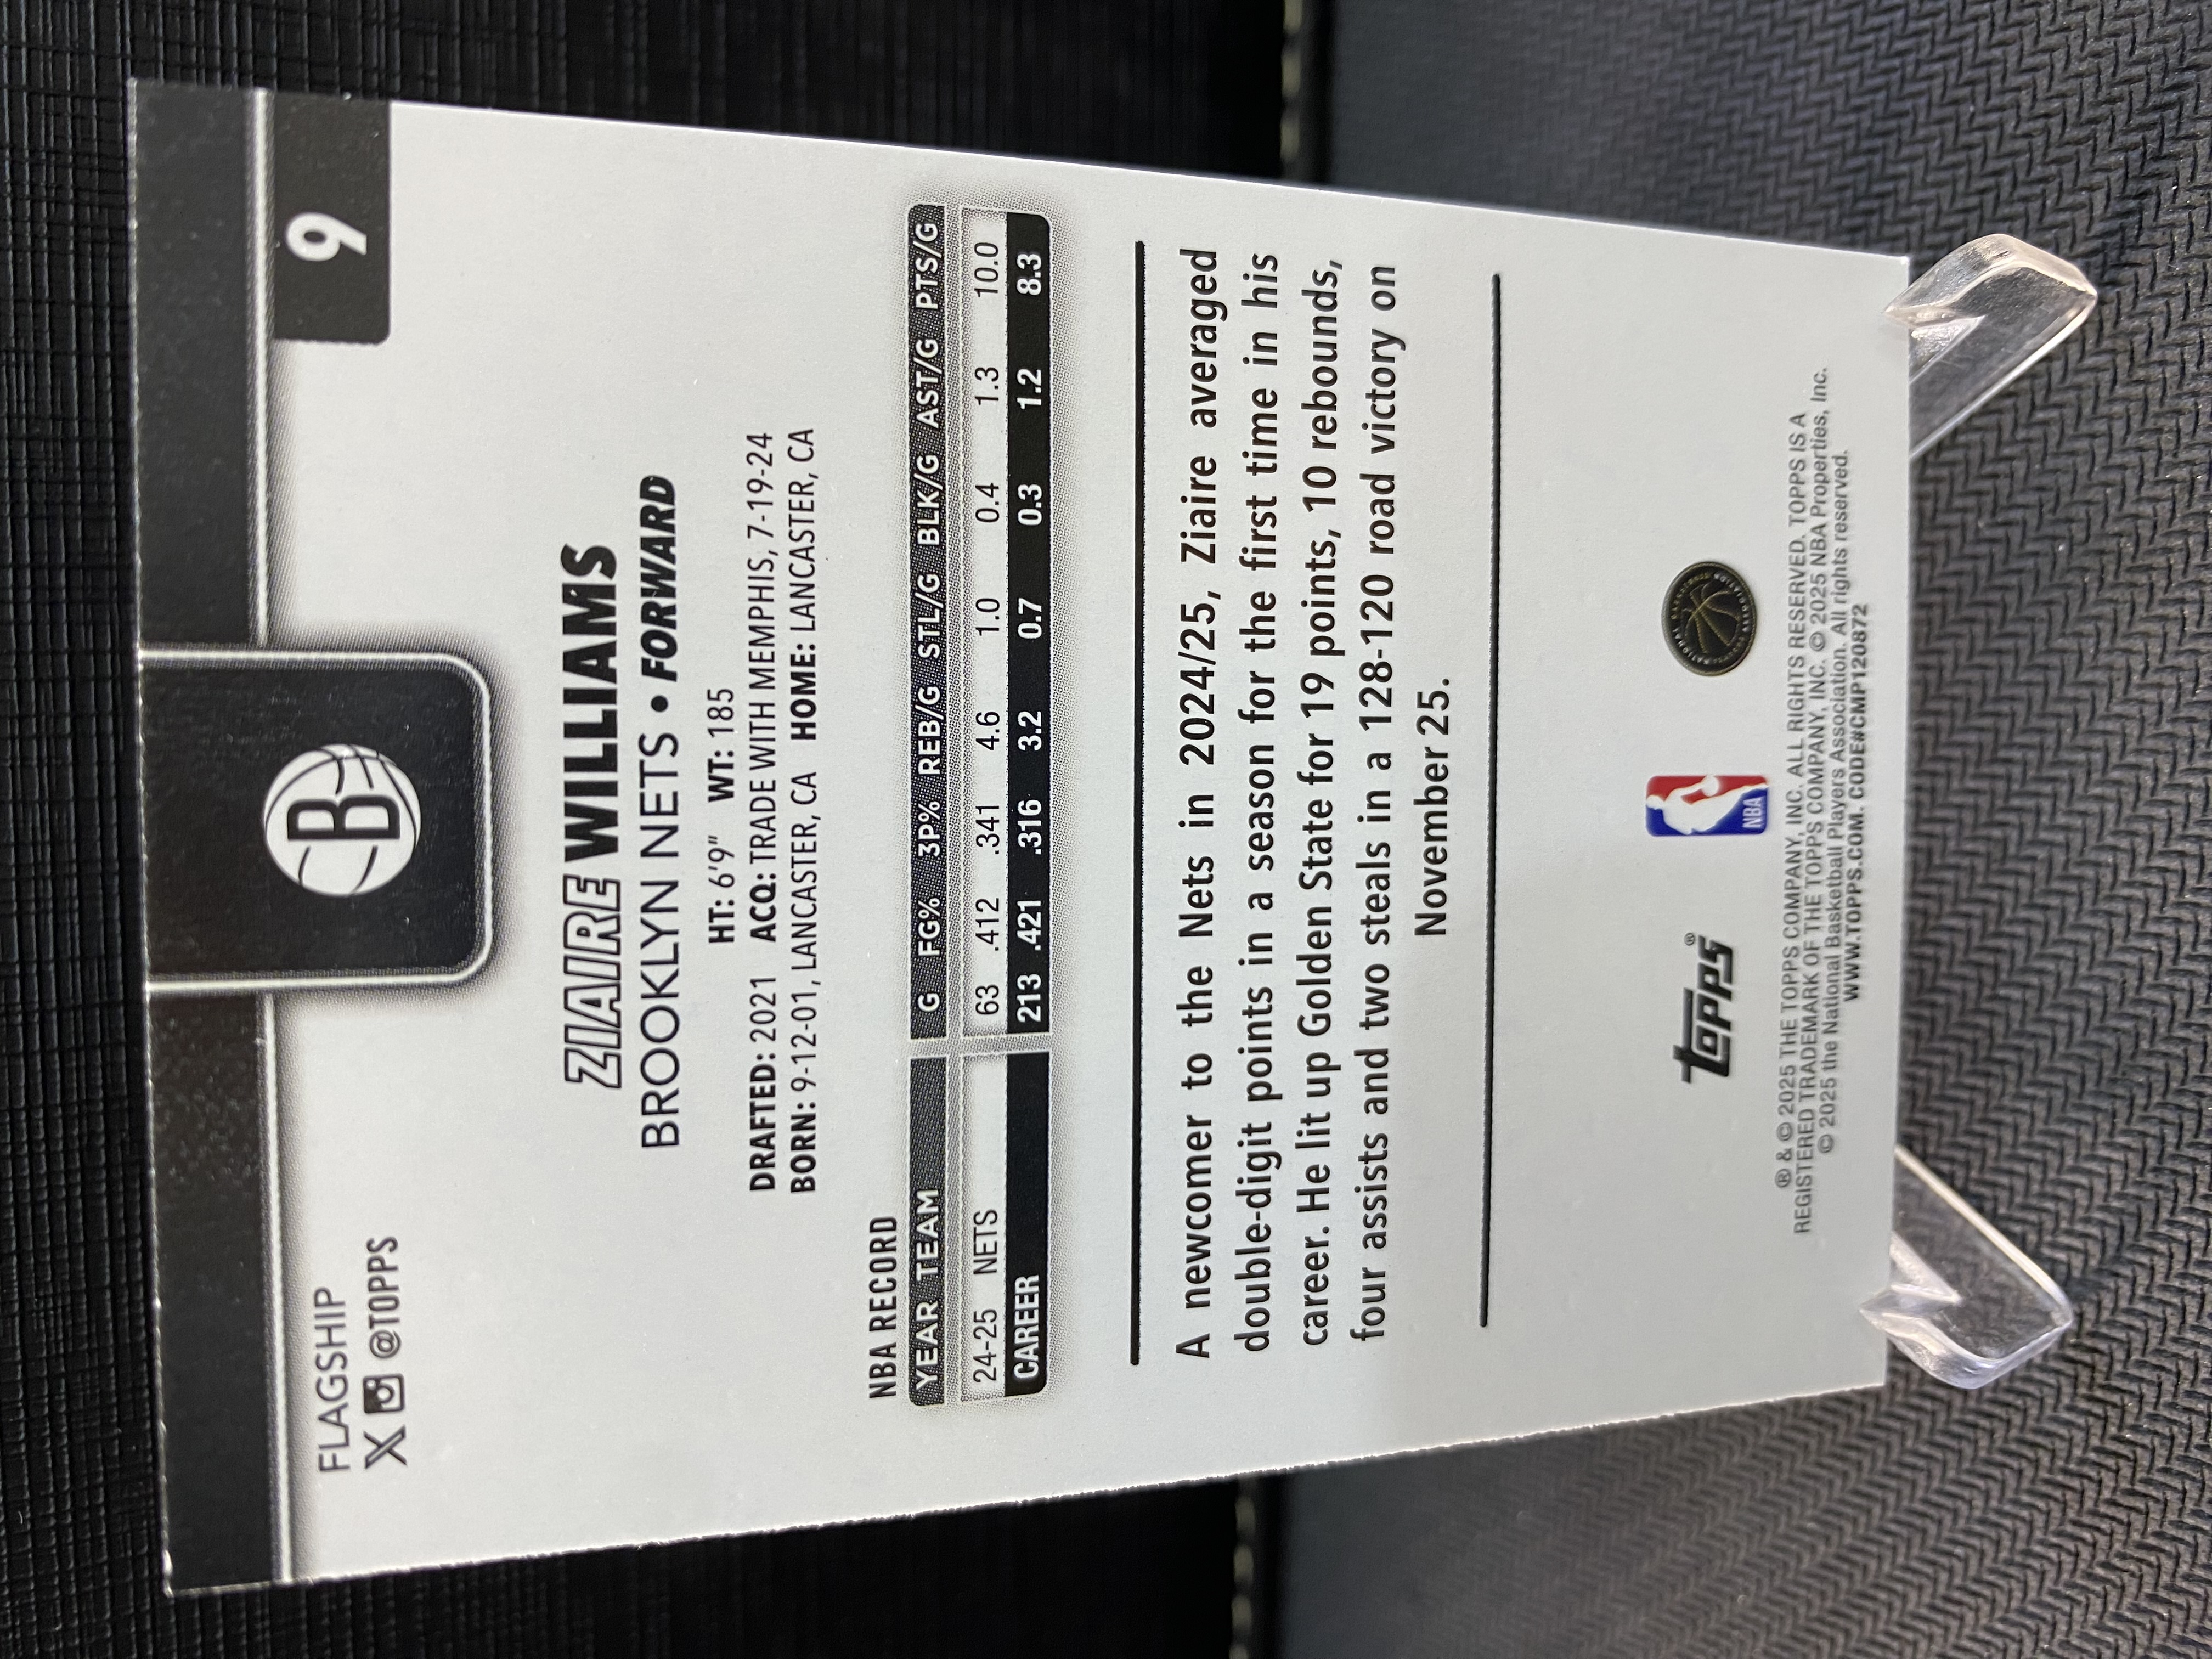 9
B
FLAGSHIP
X @TOPPS
ZIAIRE WILLIAMS
BROOKLYN NETS • FORWARD
HT: 6'9" WT: 185
DRAFTED: 2021 ACQ: TRADE WITH MEMPHIS, 7-19-24
BORN: 9-12-01, LANCASTER, CA HOME: LANCASTER, CA
NBA RECORD
YEAR TEAM G FG% 3P% REB/G STL/G BLK/G AST/G PTS/G
24-25 NETS 63 .412 .341 4.6 1.0 0.4 1.3 10.0
CAREER 213 .421 .316 3.2 0.7 0.3 1.2 8.3
A newcomer to the Nets in 2024/25, Ziaire averaged
double-digit points in a season for the first time in his
career. He lit up Golden State for 19 points, 10 rebounds,
four assists and two steals in a 128-120 road victory on
November 25.
topps®
NBA
® & © 2025 THE TOPPS COMPANY, INC. ALL RIGHTS RESERVED. TOPPS IS A
REGISTERED TRADEMARK OF THE TOPPS COMPANY, INC. © 2025 NBA Properties, Inc.
© 2025 the National Basketball Players Association. All rights reserved.
WWW.TOPPS.COM. CODE#CMP120872